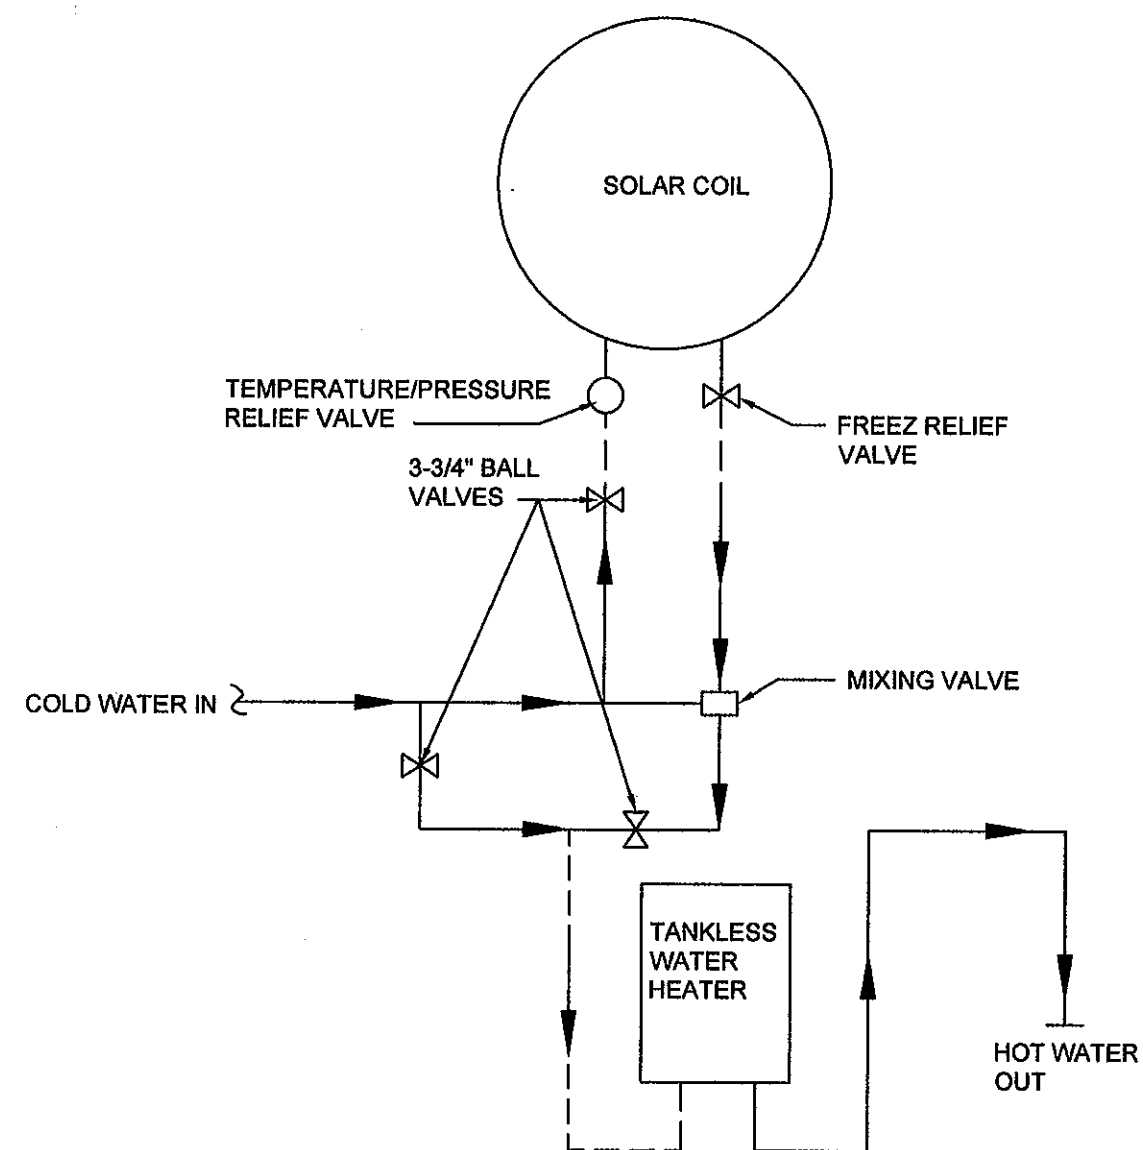 SOLAR COIL
TEMPERATURE/PRESSURE
RELIEF VALVE
FREEZ RELIEF
VALVE
3-3/4" BALL
VALVES
MIXING VALVE
COLD WATER IN
TANKLESS
WATER
HEATER
HOT WATER
OUT